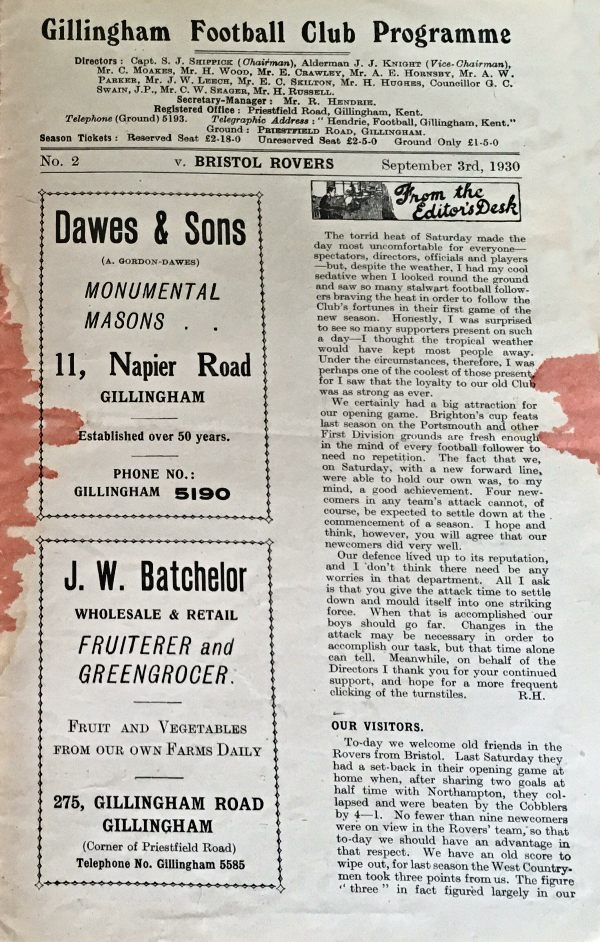 Gillingham Football Club Programme
Directors: Capt. S. J. SHIPPICK (Chairman), Alderman J. J. KNIGHT (Vice-Chairman),
Mr. C. MOAKES, Mr. H. WOOD, Mr. E. CRAWLEY, Mr. A. E. HORNSBY, Mr. A. W.
PARKER, Mr. J. W. LEECH, Mr. E. C. SKILTON, Mr. H. HUGHES, Councillor G. C.
SWAIN, J.P., Mr. C. W. SEAGER, Mr. H. RUSSELL.
Secretary-Manager: Mr. R. HENDRIE.
Registered Office: Priestfield Road, Gillingham, Kent.
Telephone (Ground) 5193. Telegraphic Address: "Hendrie, Football, Gillingham, Kent."
Ground: PRIESTFIELD ROAD, GILLINGHAM.
Season Tickets: Reserved Seat £2-18-0 Unreserved Seat £2-5-0 Ground Only £1-5-0
No. 2 v. BRISTOL ROVERS September 3rd, 1930
Dawes & Sons
(A. GORDON-DAWES)
MONUMENTAL
MASONS . .
11, Napier Road
GILLINGHAM
Established over 50 years.
PHONE NO.:
GILLINGHAM 5190
J. W. Batchelor
WHOLESALE & RETAIL
FRUITERER and
GREENGROCER.
FRUIT AND VEGETABLES
FROM OUR OWN FARMS DAILY
275, GILLINGHAM ROAD
GILLINGHAM
(Corner of Priestfield Road)
Telephone No. Gillingham 5585
From the
Editor's Desk
The torrid heat of Saturday made the
day most uncomfortable for everyone—
spectators, directors, officials and players
—but, despite the weather, I had my cool
sedative when I looked round the ground
and saw so many stalwart football follow-
ers braving the heat in order to follow the
Club's fortunes in their first game of the
new season. Honestly, I was surprised
to see so many supporters present on such
a day—I thought the tropical weather
would have kept most people away.
Under the circumstances, therefore, I was
perhaps one of the coolest of those present,
for I saw that the loyalty to our old Club
was as strong as ever.
We certainly had a big attraction for
our opening game. Brighton's cup feats
last season on the Portsmouth and other
First Division grounds are fresh enough
in the mind of every football follower to
need no repetition. The fact that we,
on Saturday, with a new forward line,
were able to hold our own was, to my
mind, a good achievement. Four new-
comers in any team's attack cannot, of
course, be expected to settle down at the
commencement of a season. I hope and
think, however, you will agree that our
newcomers did very well.
Our defence lived up to its reputation,
and I don't think there need be any
worries in that department. All I ask
is that you give the attack time to settle
down and mould itself into one striking
force. When that is accomplished our
boys should go far. Changes in the
attack may be necessary in order to
accomplish our task, but that time alone
can tell. Meanwhile, on behalf of the
Directors I thank you for your continued
support, and hope for a more frequent
clicking of the turnstiles. R.H.
OUR VISITORS.
To-day we welcome old friends in the
Rovers from Bristol. Last Saturday they
had a set-back in their opening game at
home when, after sharing two goals at
half time with Northampton, they col-
lapsed and were beaten by the Cobblers
by 4—1. No fewer than nine newcomers
were on view in the Rovers' team, so that
to-day we should have an advantage in
that respect. We have an old score to
wipe out, for last season the West Country-
men took three points from us. The figure
"three" in fact figured largely in our